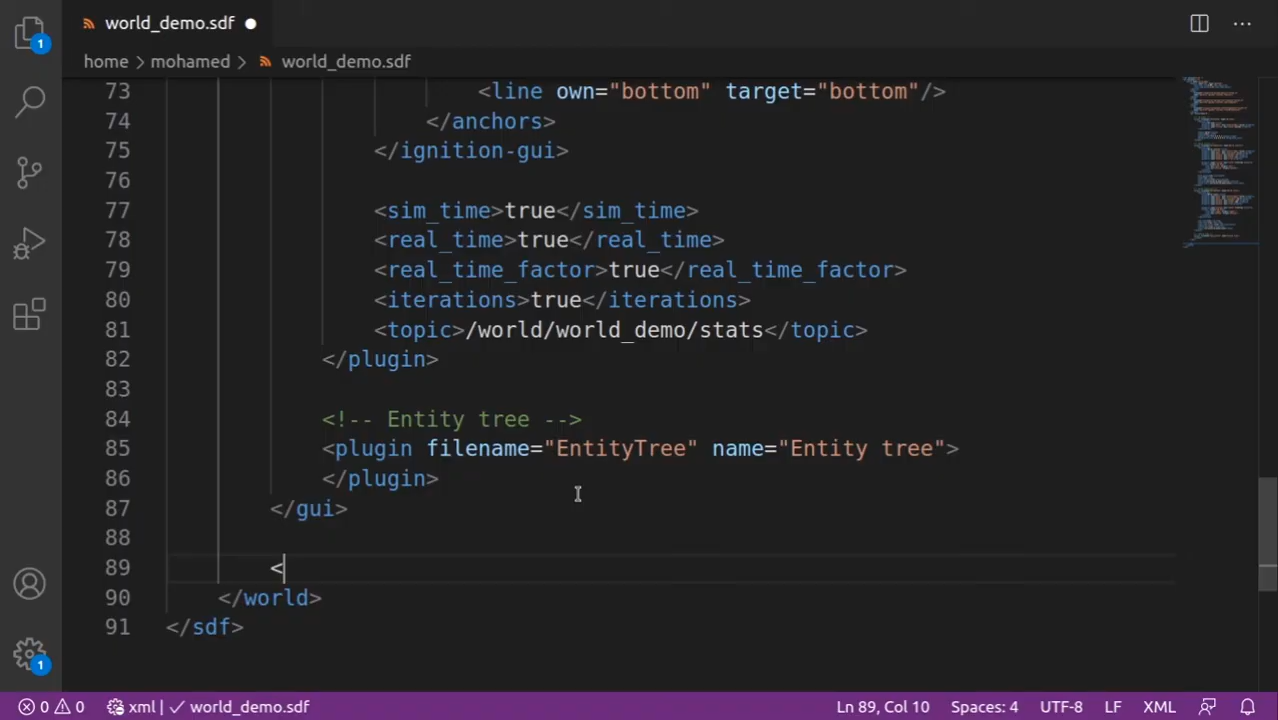 world_demo.sdf
home mohamed world_demo.sdf
73 <line own="bottom" target="bottom"/>
74 </anchors>
75 </ignition-gui>
76
77 <sim_time>true</sim_time>
78 <real_time>true</real_time>
79 <real_time_factor>true</real_time_factor>
80 <iterations>true</iterations>
81 <topic>/world/world_demo/stats</topic>
82 </plugin>
83
84 <!-- Entity tree -->
85 <plugin filename="EntityTree" name="Entity tree">
86 </plugin>
87 </gui>
88
89 <
90 </world>
91 </sdf>
1
1
0 0 xml | world_demo.sdf Ln 89, Col 10 Spaces: 4 UTF-8 LF XML